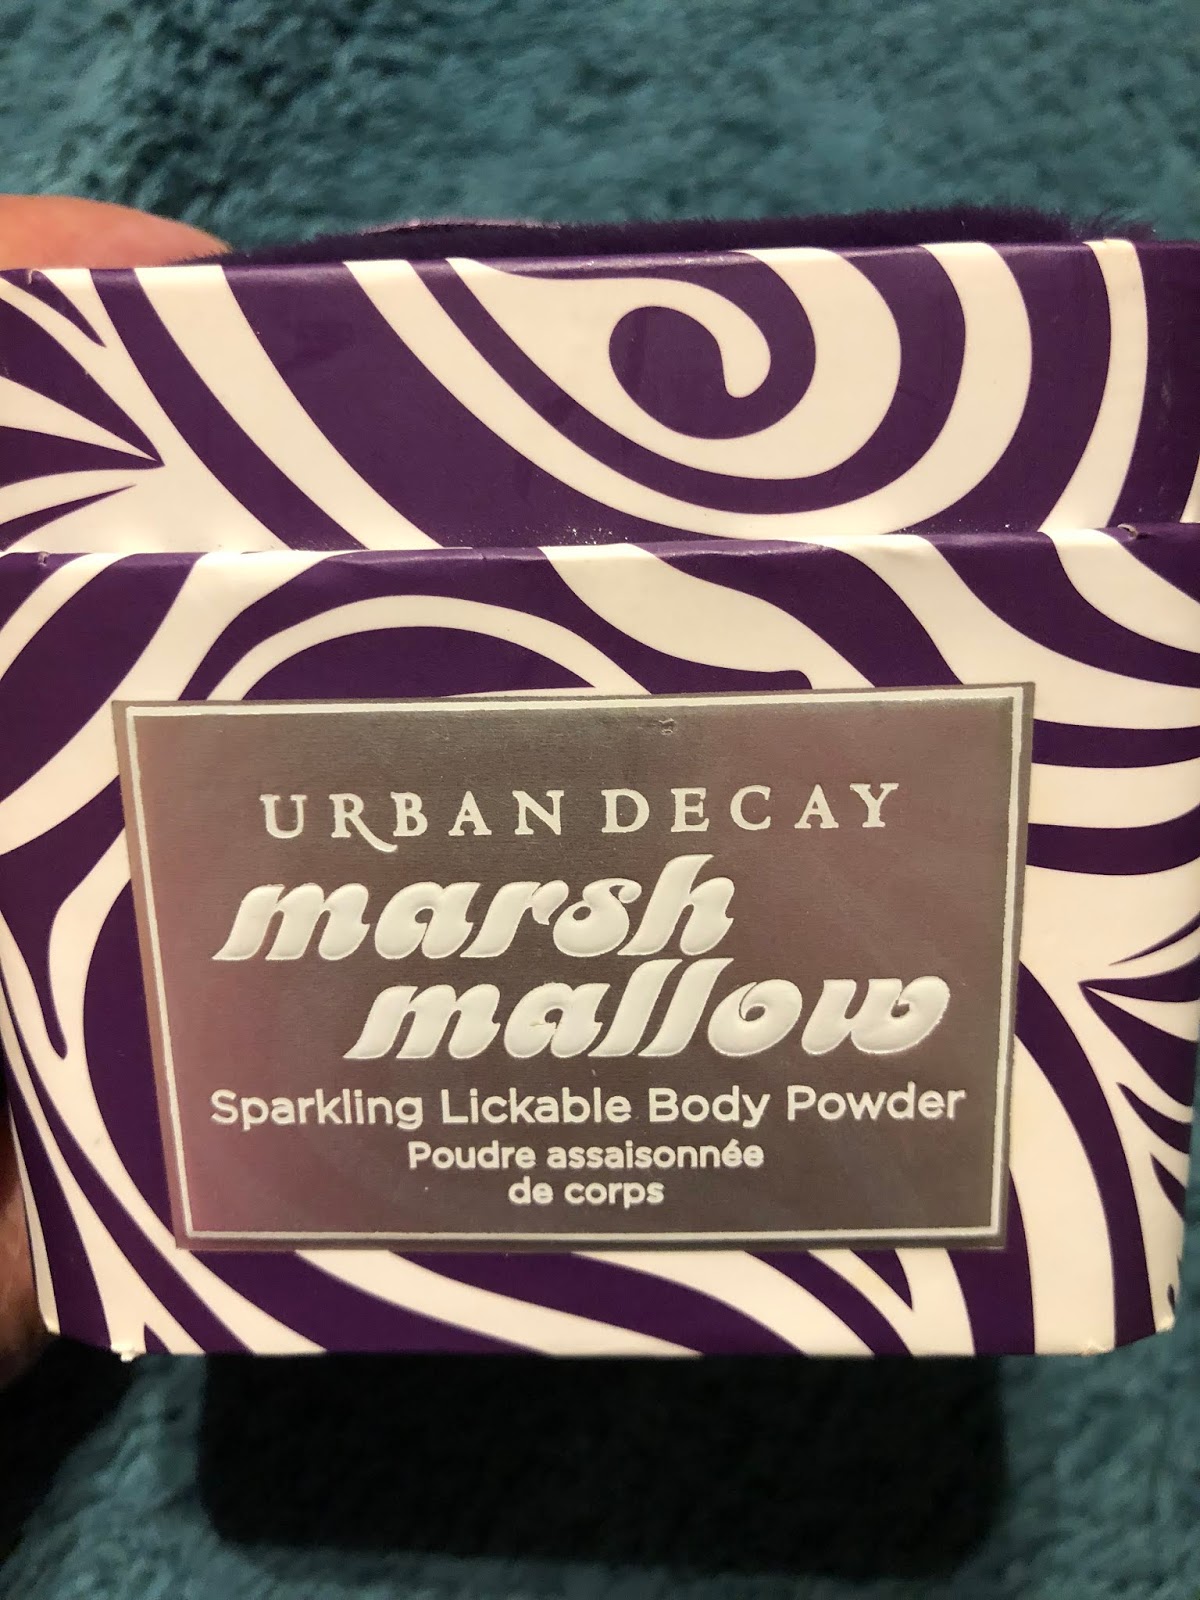 URBAN DECAY
marsh
mallow
Sparkling Lickable Body Powder
Poudre assaisonnée
de corps